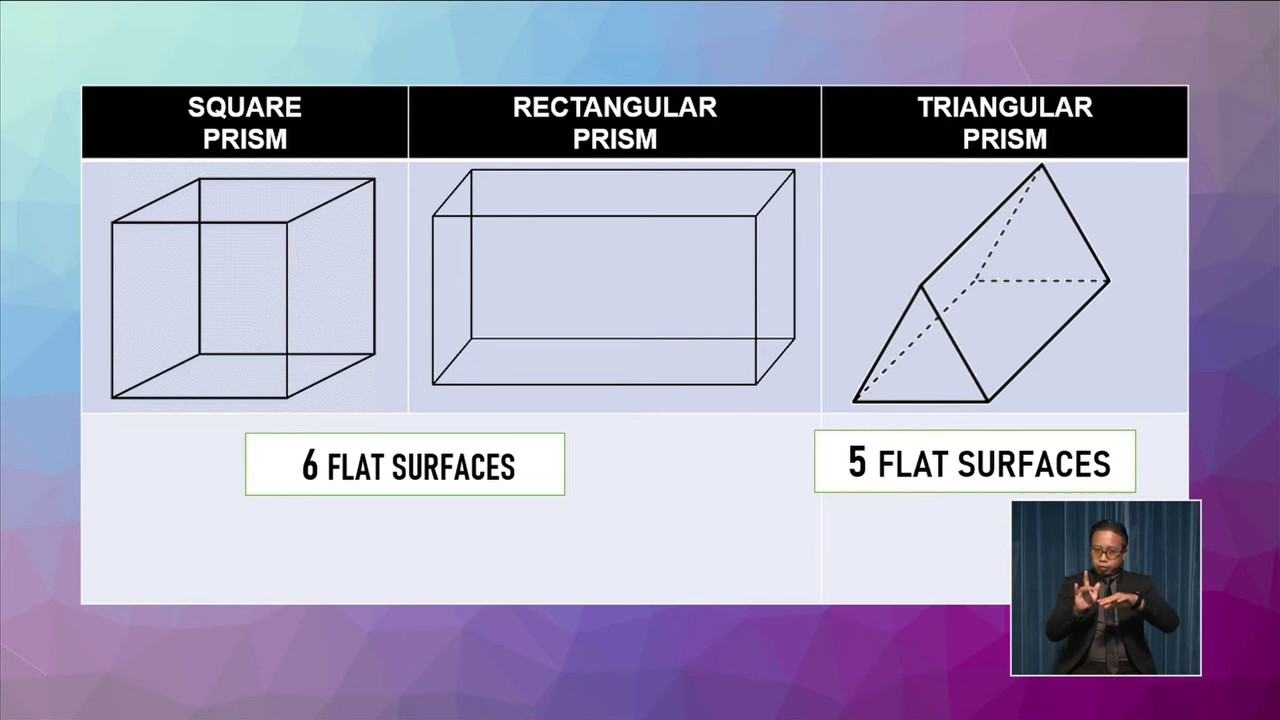 SQUARE
PRISM
RECTANGULAR
PRISM
TRIANGULAR
PRISM
6 FLAT SURFACES
5 FLAT SURFACES